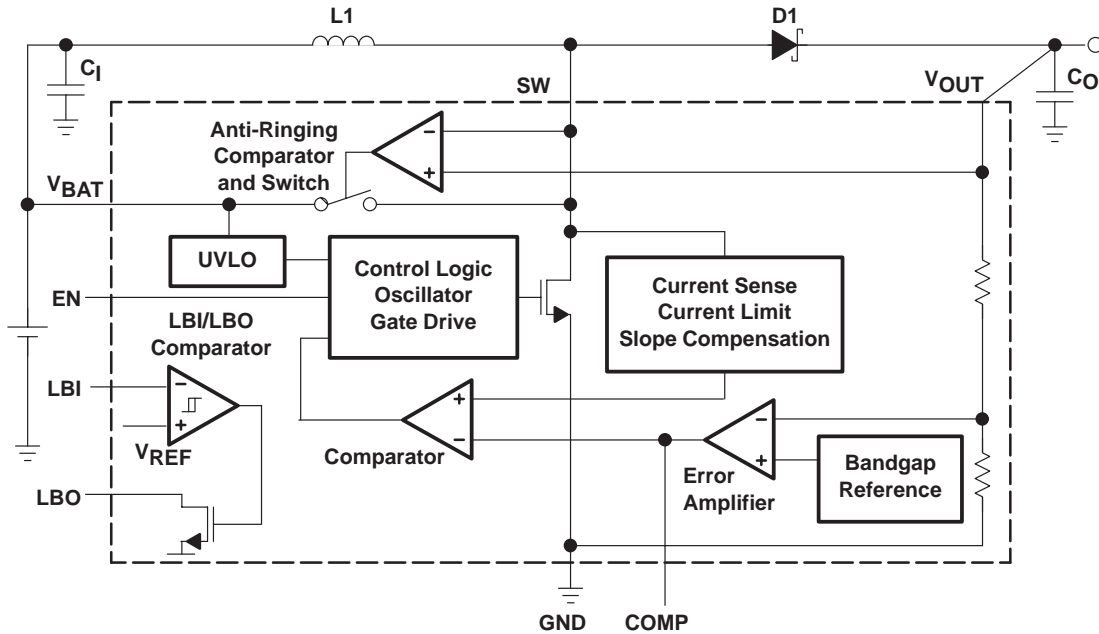 L1
D1
CI
SW
VOUT
CO
Anti-Ringing
Comparator
and Switch
−
+
VBAT
UVLO
Control Logic
Oscillator
Gate Drive
Current Sense
Current Limit
Slope Compensation
EN
LBI/LBO
Comparator
LBI
−
+
VREF
+
−
Comparator
−
+
Error
Amplifier
Bandgap
Reference
LBO
GND
COMP